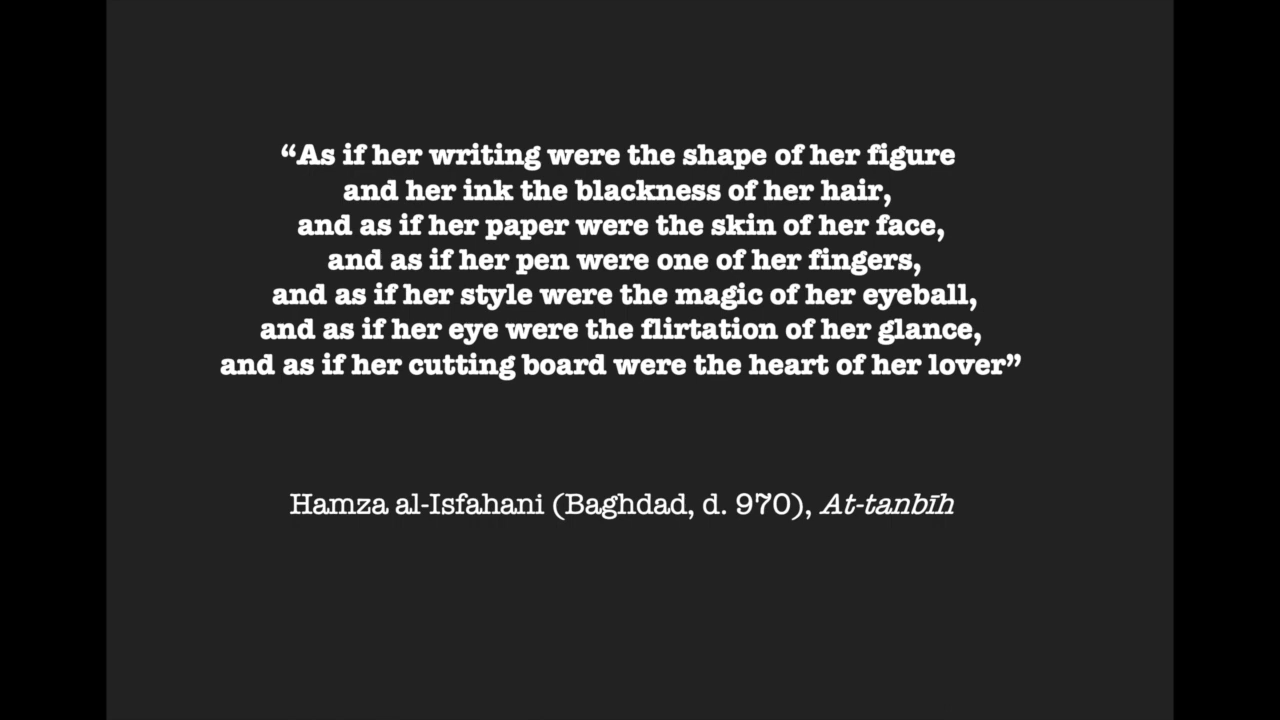 “As if her writing were the shape of her figure
and her ink the blackness of her hair,
and as if her paper were the skin of her face,
and as if her pen were one of her fingers,
and as if her style were the magic of her eyeball,
and as if her eye were the flirtation of her glance,
and as if her cutting board were the heart of her lover”
Hamza al-Isfahani (Baghdad, d. 970), At-tanbīh